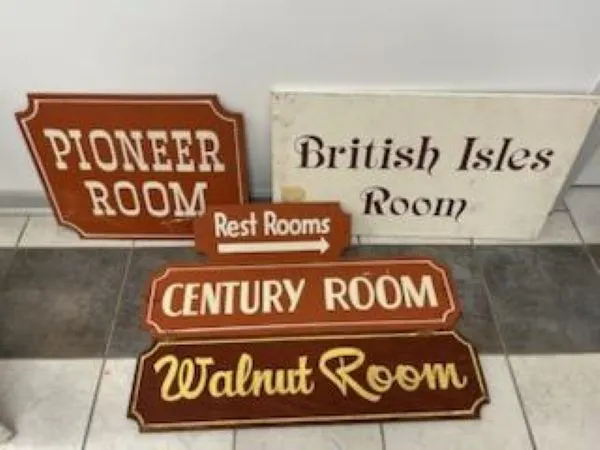 PIONEER
ROOM
British Isles
Room
Rest Rooms
CENTURY ROOM
Walnut Room